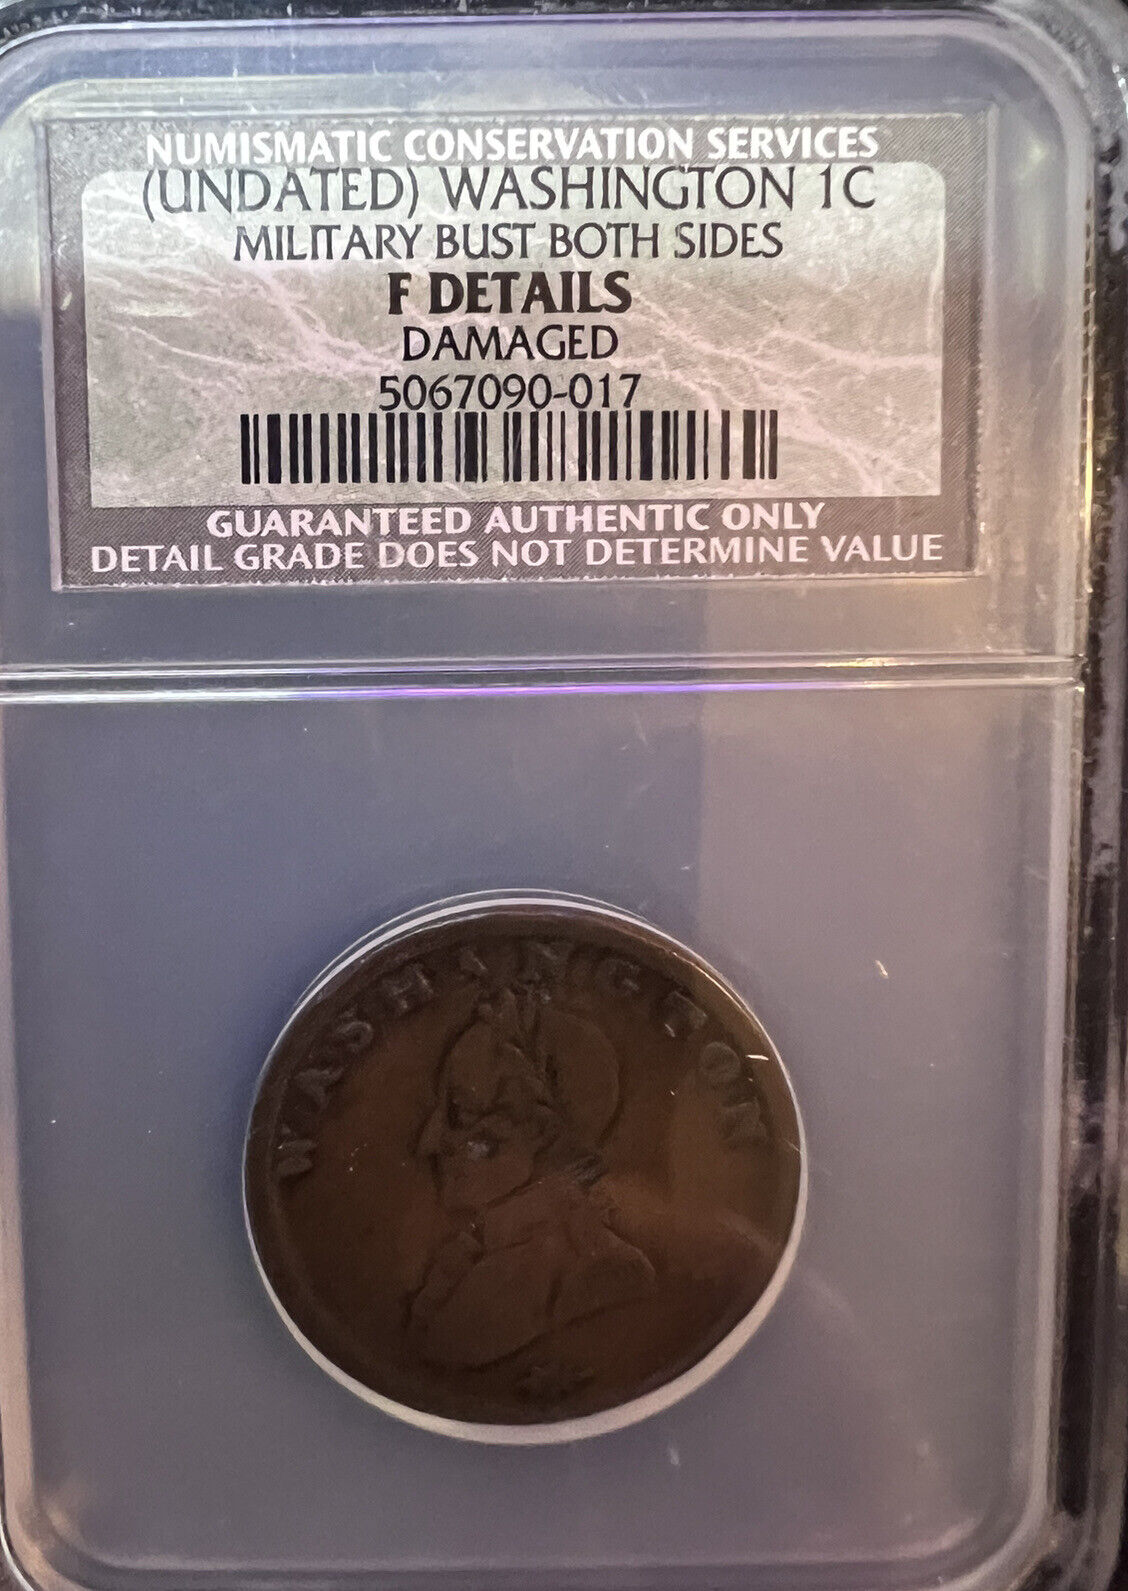 NUMISMATIC CONSERVATION SERVICES
(UNDATED) WASHINGTON 1C
MILITARY BUST BOTH SIDES
F DETAILS
DAMAGED
5067090-017
GUARANTEED AUTHENTIC ONLY
DETAIL GRADE DOES NOT DETERMINE VALUE
WASHINGTON